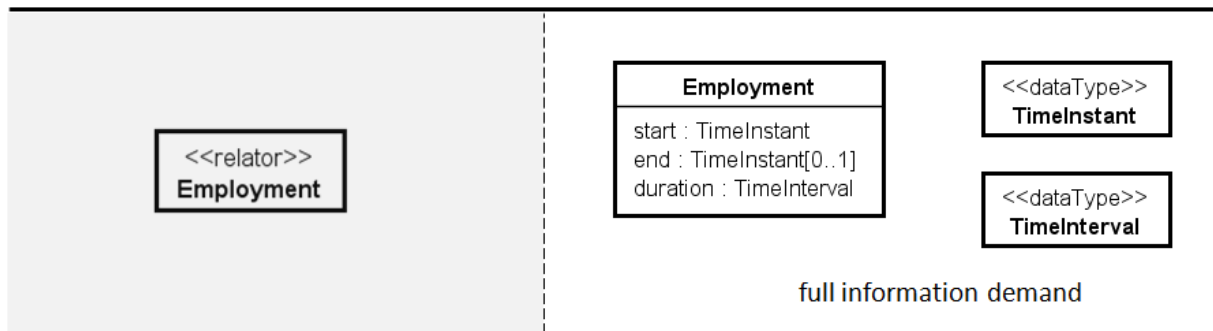 <<relator>>
Employment
Employment
start : TimeInstant
end : TimeInstant[0..1]
duration : TimeInterval
<<dataType>>
TimeInstant
<<dataType>>
TimeInterval
full information demand